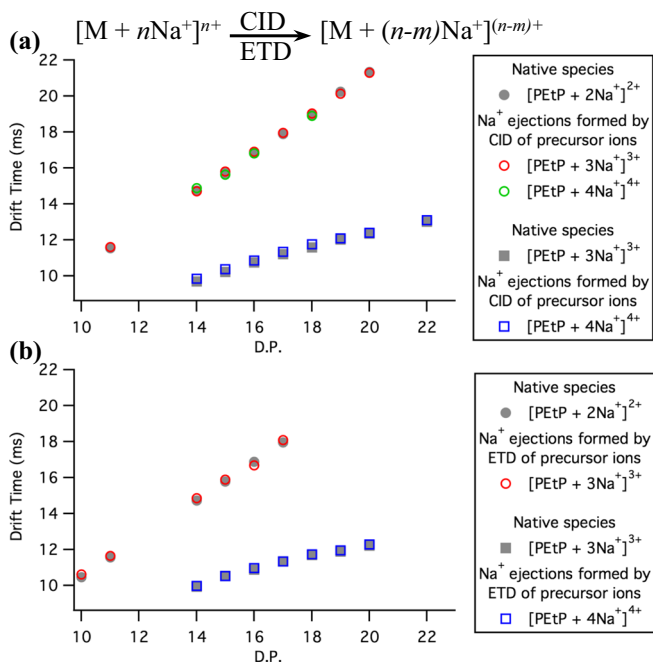 [M + nNa⁺]ⁿ⁺ CID ETD [M + (n-m)Na⁺]⁽ⁿ⁻ᵐ⁾⁺
(a)
Drift Time (ms)
22
20
18
16
14
12
10
10 12 14 16 18 20 22
D.P.
Native species
[PEtP + 2Na⁺]²⁺
Na⁺ ejections formed by
CID of precursor ions
[PEtP + 3Na⁺]³⁺
[PEtP + 4Na⁺]⁴⁺
Native species
[PEtP + 3Na⁺]³⁺
Na⁺ ejections formed by
CID of precursor ions
[PEtP + 4Na⁺]⁴⁺
(b)
Drift Time (ms)
22
20
18
16
14
12
10
10 12 14 16 18 20 22
D.P.
Native species
[PEtP + 2Na⁺]²⁺
Na⁺ ejections formed by
ETD of precursor ions
[PEtP + 3Na⁺]³⁺
Native species
[PEtP + 3Na⁺]³⁺
Na⁺ ejections formed by
ETD of precursor ions
[PEtP + 4Na⁺]⁴⁺